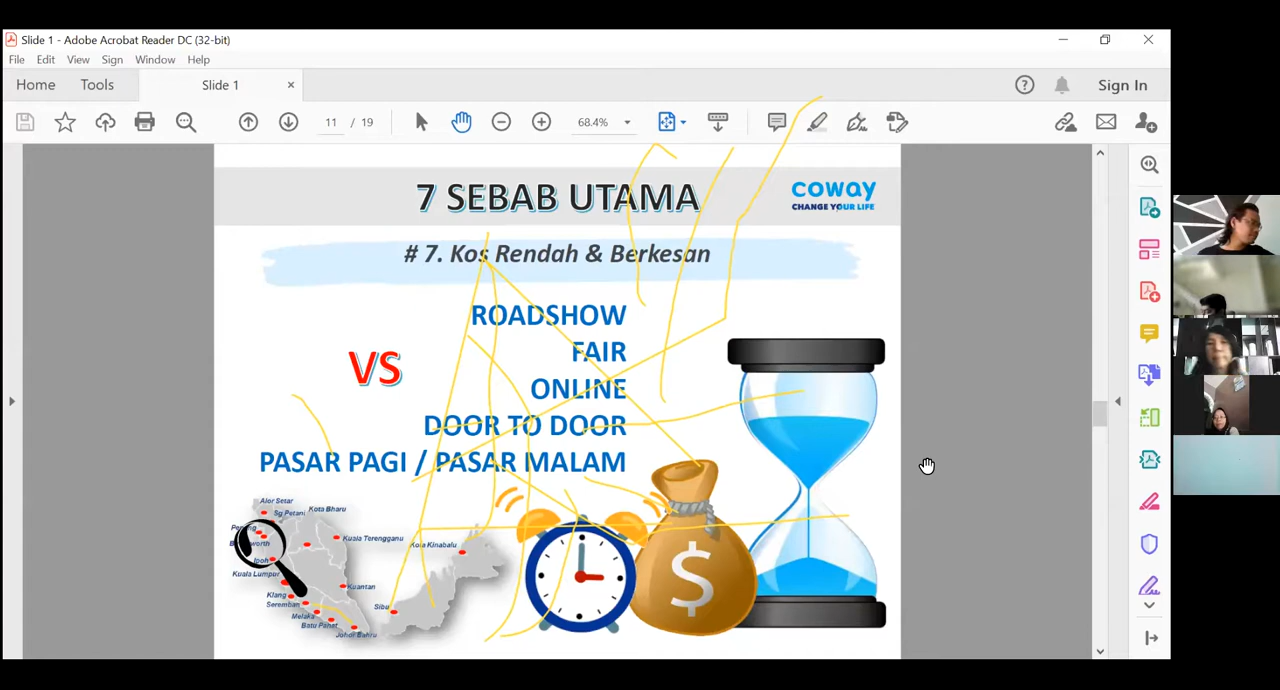 Slide 1 - Adobe Acrobat Reader DC (32-bit)
File Edit View Sign Window Help
Home Tools Slide 1 × Sign In
11 / 19 68.4%
7 SEBAB UTAMA
coway
CHANGE YOUR LIFE
# 7. Kos Rendah & Berkesan
ROADSHOW
VS
FAIR
ONLINE
DOOR TO DOOR
PASAR PAGI / PASAR MALAM
Alor Setar
Sg Petani
Kota Bharu
Kuala Terengganu
Kota Kinabalu
Ipoh
Kuala Lumpur
Kuantan
Klang
Seremban
Sibu
Melaka
Batu Pahat
Johor Bahru
$